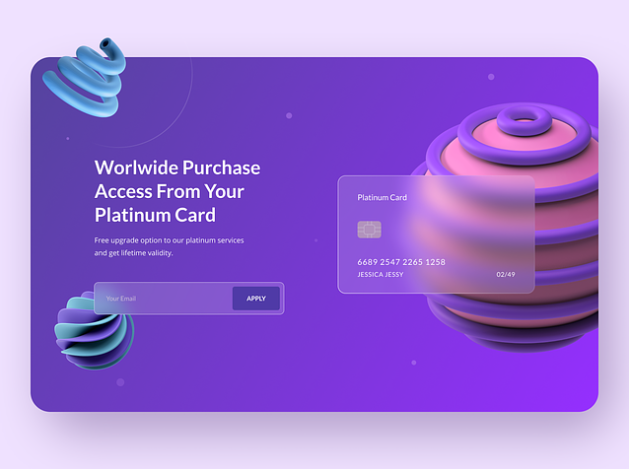 Worlwide Purchase
Access From Your
Platinum Card
Free upgrade option to our platinum services
and get lifetime validity.
Your Email
APPLY
Platinum Card
6689 2547 2265 1258
JESSICA JESSY
02/49